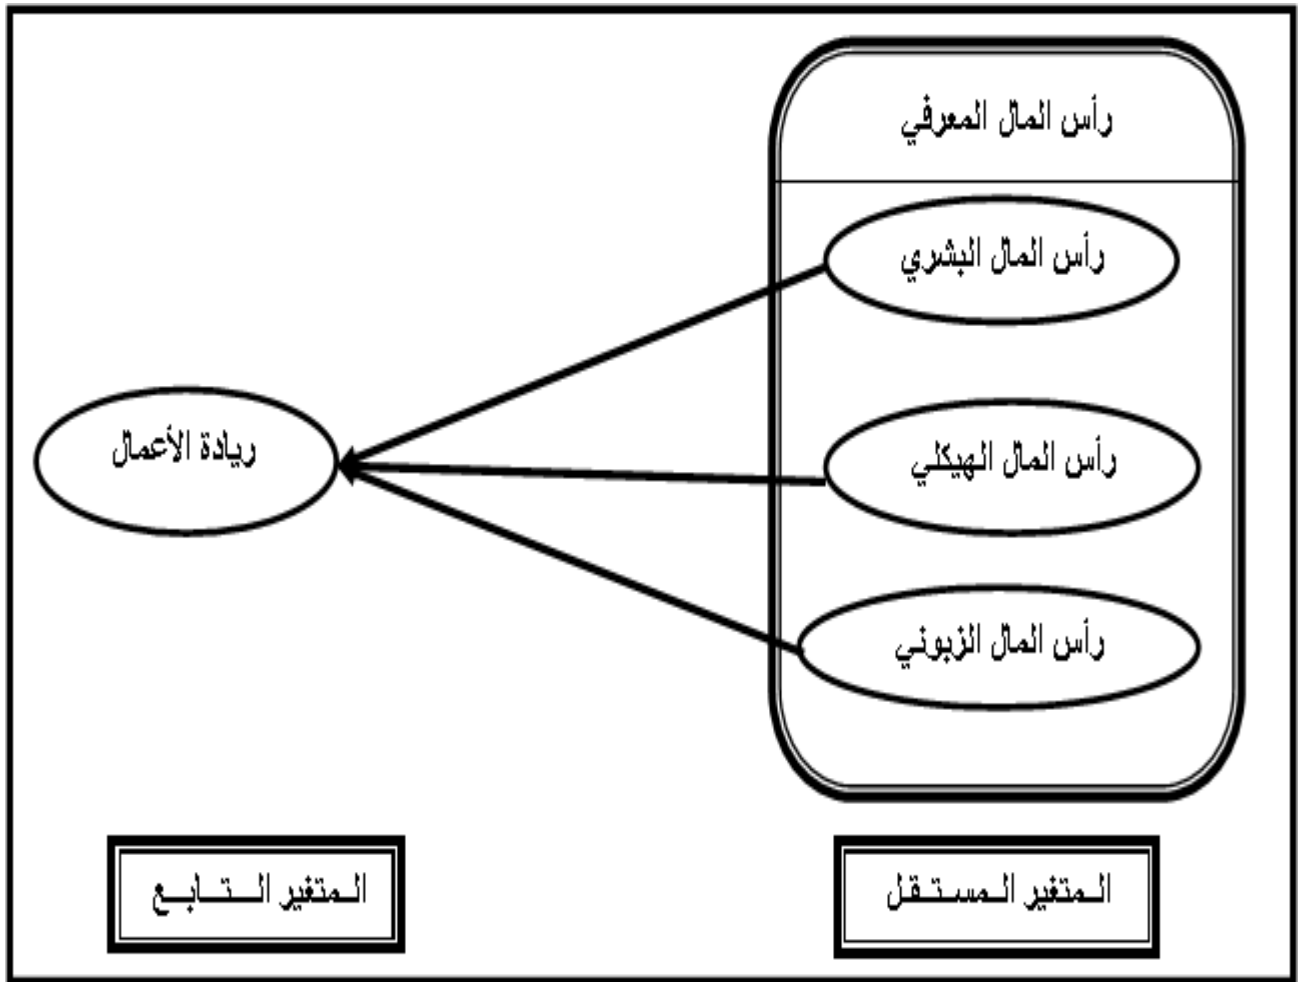 رأس المال المعرفي
رأس المال البشري
رأس المال الهيكلي
ريادة الأعمال
رأس المال الزبوني
المتغير المستقل
المتغير التابع